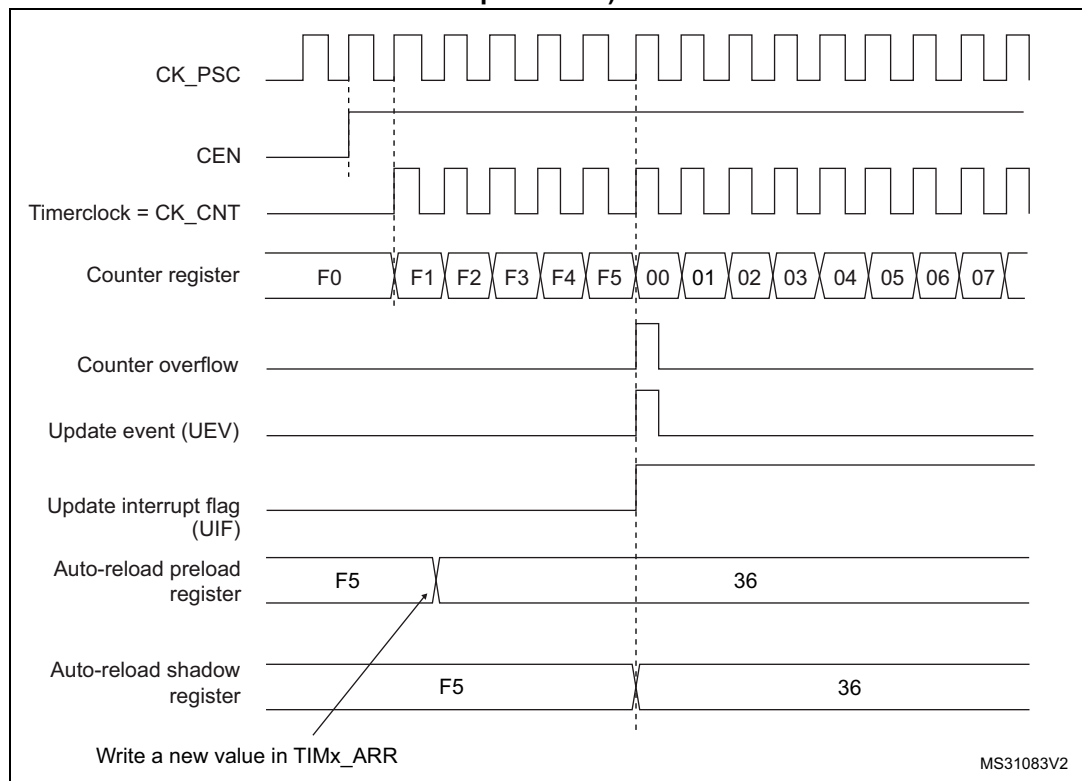 CK_PSC
CEN
Timerclock = CK_CNT
Counter register F0 F1 F2 F3 F4 F5 00 01 02 03 04 05 06 07
Counter overflow
Update event (UEV)
Update interrupt flag
(UIF)
Auto-reload preload
register
F5 36
Auto-reload shadow
register
F5 36
Write a new value in TIMx_ARR
MS31083V2